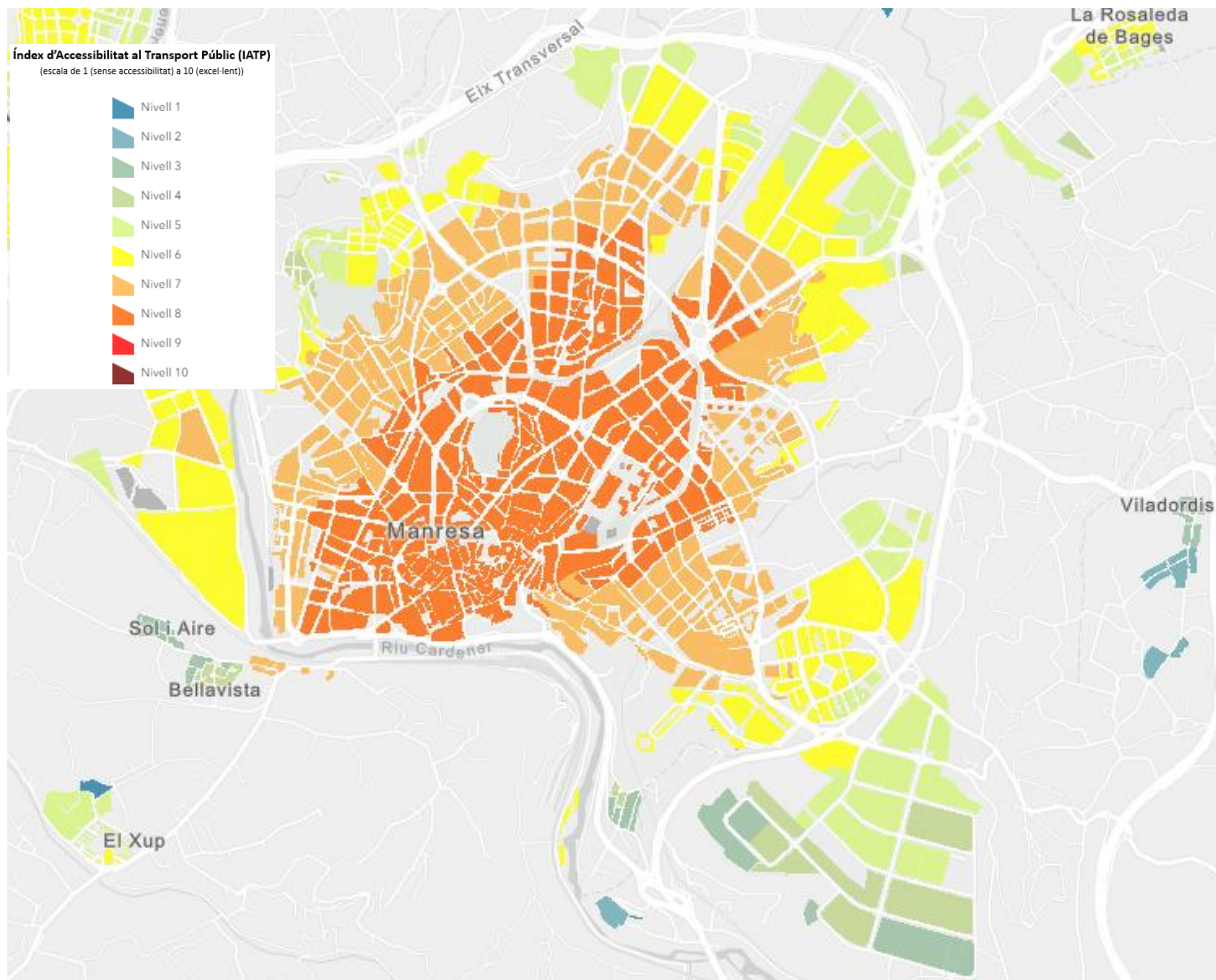 La Rosaleda
de Bages
Eix Transversal
Índex d'Accessibilitat al Transport Públic (IATP)
(escala de 1 (sense accessibilitat) a 10 (excel·lent))
Nivell 1
Nivell 2
Nivell 3
Nivell 4
Nivell 5
Nivell 6
Nivell 7
Nivell 8
Nivell 9
Nivell 10
Viladordis
Manresa
Sol i Aire
Riu Cardener
Bellavista
El Xup